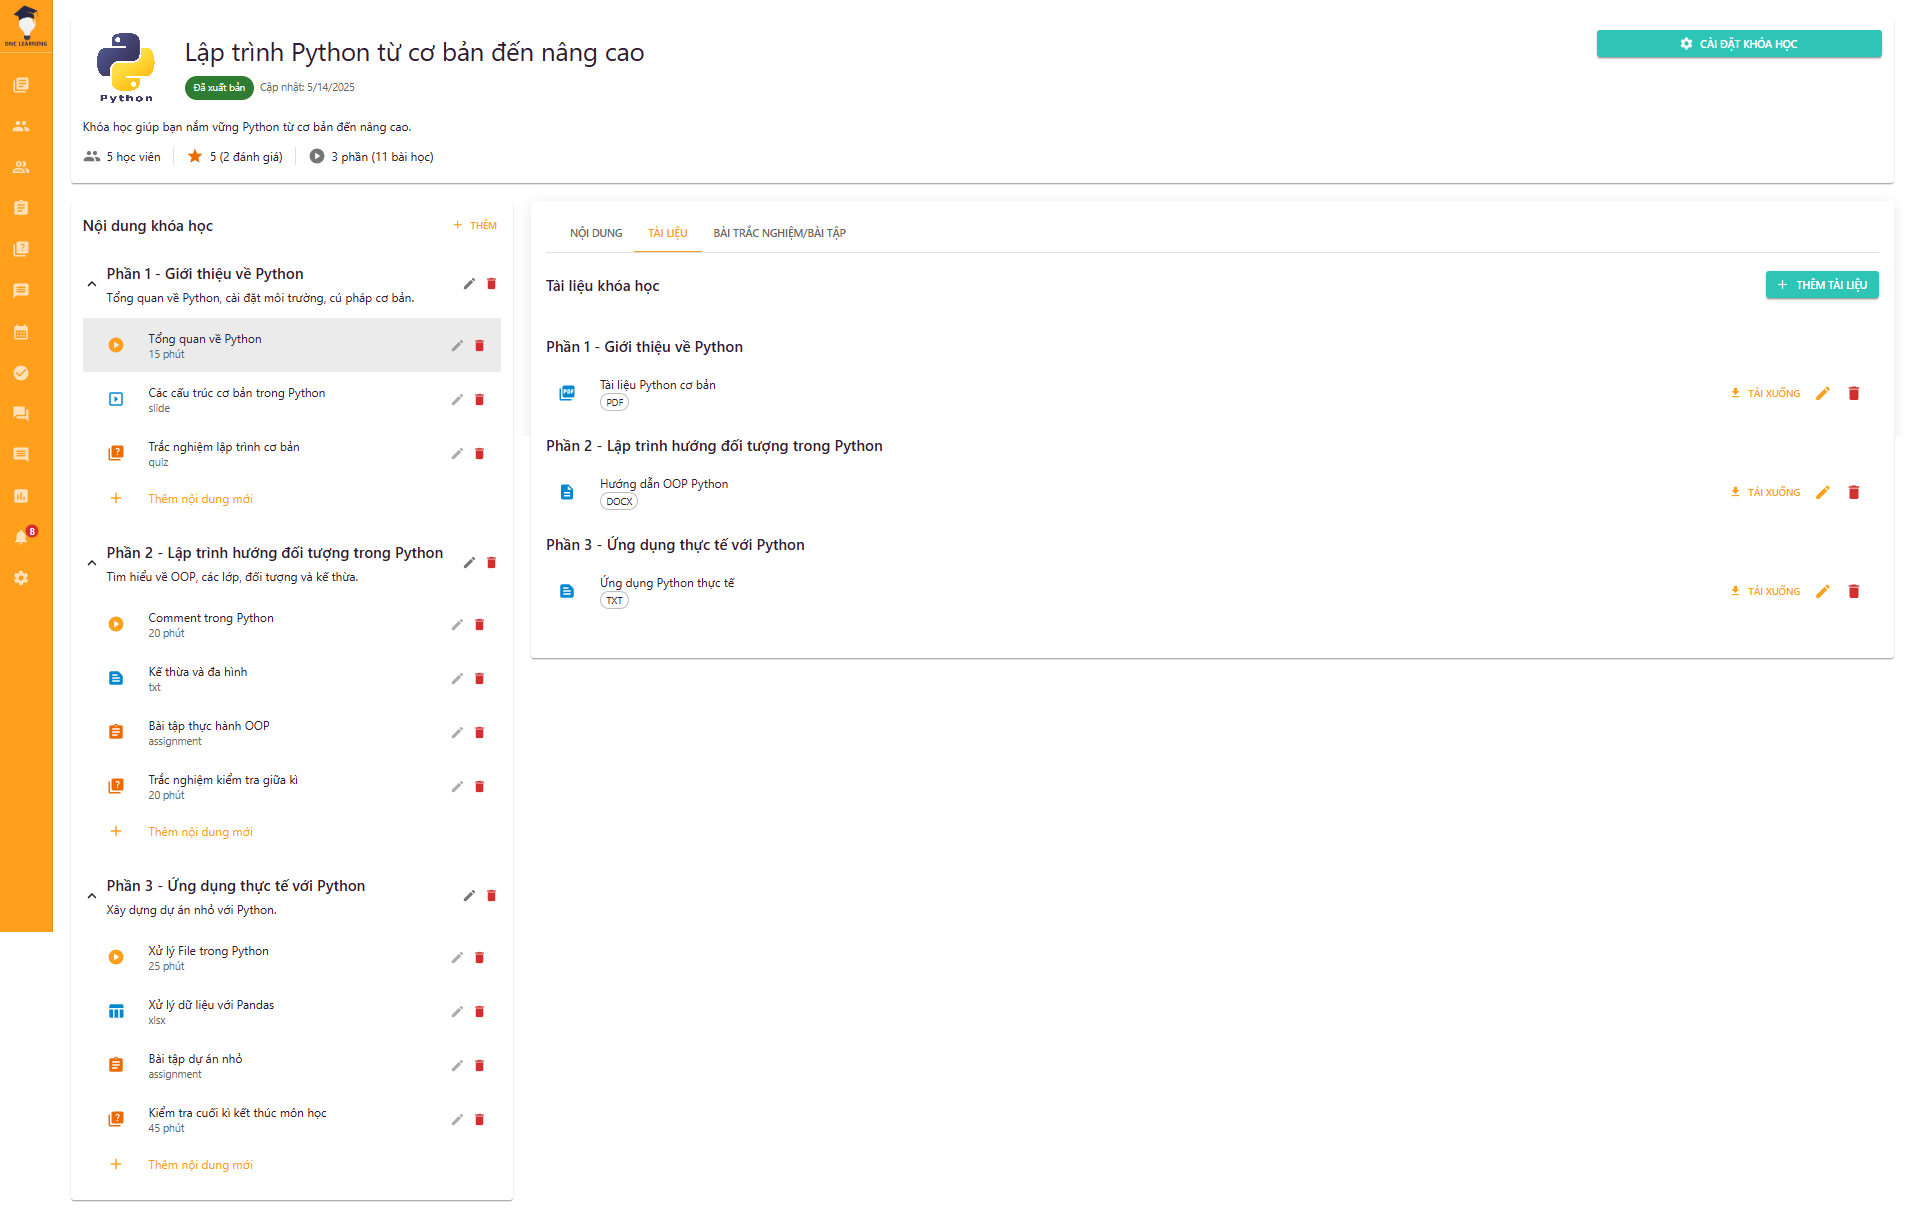 DNC LEARNING
8
Python
Lập trình Python từ cơ bản đến nâng cao
Đã xuất bản
Cập nhật: 5/14/2025
CÀI ĐẶT KHÓA HỌC
Khóa học giúp bạn nắm vững Python từ cơ bản đến nâng cao.
5 học viên
5 (2 đánh giá)
3 phần (11 bài học)
Nội dung khóa học
THÊM
Phần 1 - Giới thiệu về Python
Tổng quan về Python, cài đặt môi trường, cú pháp cơ bản.
Tổng quan về Python
15 phút
Các cấu trúc cơ bản trong Python
slide
Trắc nghiệm lập trình cơ bản
quiz
Thêm nội dung mới
Phần 2 - Lập trình hướng đối tượng trong Python
Tìm hiểu về OOP, các lớp, đối tượng và kế thừa.
Comment trong Python
20 phút
Kế thừa và đa hình
txt
Bài tập thực hành OOP
assignment
Trắc nghiệm kiểm tra giữa kì
20 phút
Thêm nội dung mới
Phần 3 - Ứng dụng thực tế với Python
Xây dựng dự án nhỏ với Python.
Xử lý File trong Python
25 phút
Xử lý dữ liệu với Pandas
xlsx
Bài tập dự án nhỏ
assignment
Kiểm tra cuối kì kết thúc môn học
45 phút
Thêm nội dung mới
NỘI DUNG
TÀI LIỆU
BÀI TRẮC NGHIỆM/BÀI TẬP
Tài liệu khóa học
THÊM TÀI LIỆU
Phần 1 - Giới thiệu về Python
Tài liệu Python cơ bản
PDF
TẢI XUỐNG
Phần 2 - Lập trình hướng đối tượng trong Python
Hướng dẫn OOP Python
DOCX
TẢI XUỐNG
Phần 3 - Ứng dụng thực tế với Python
Ứng dụng Python thực tế
TXT
TẢI XUỐNG